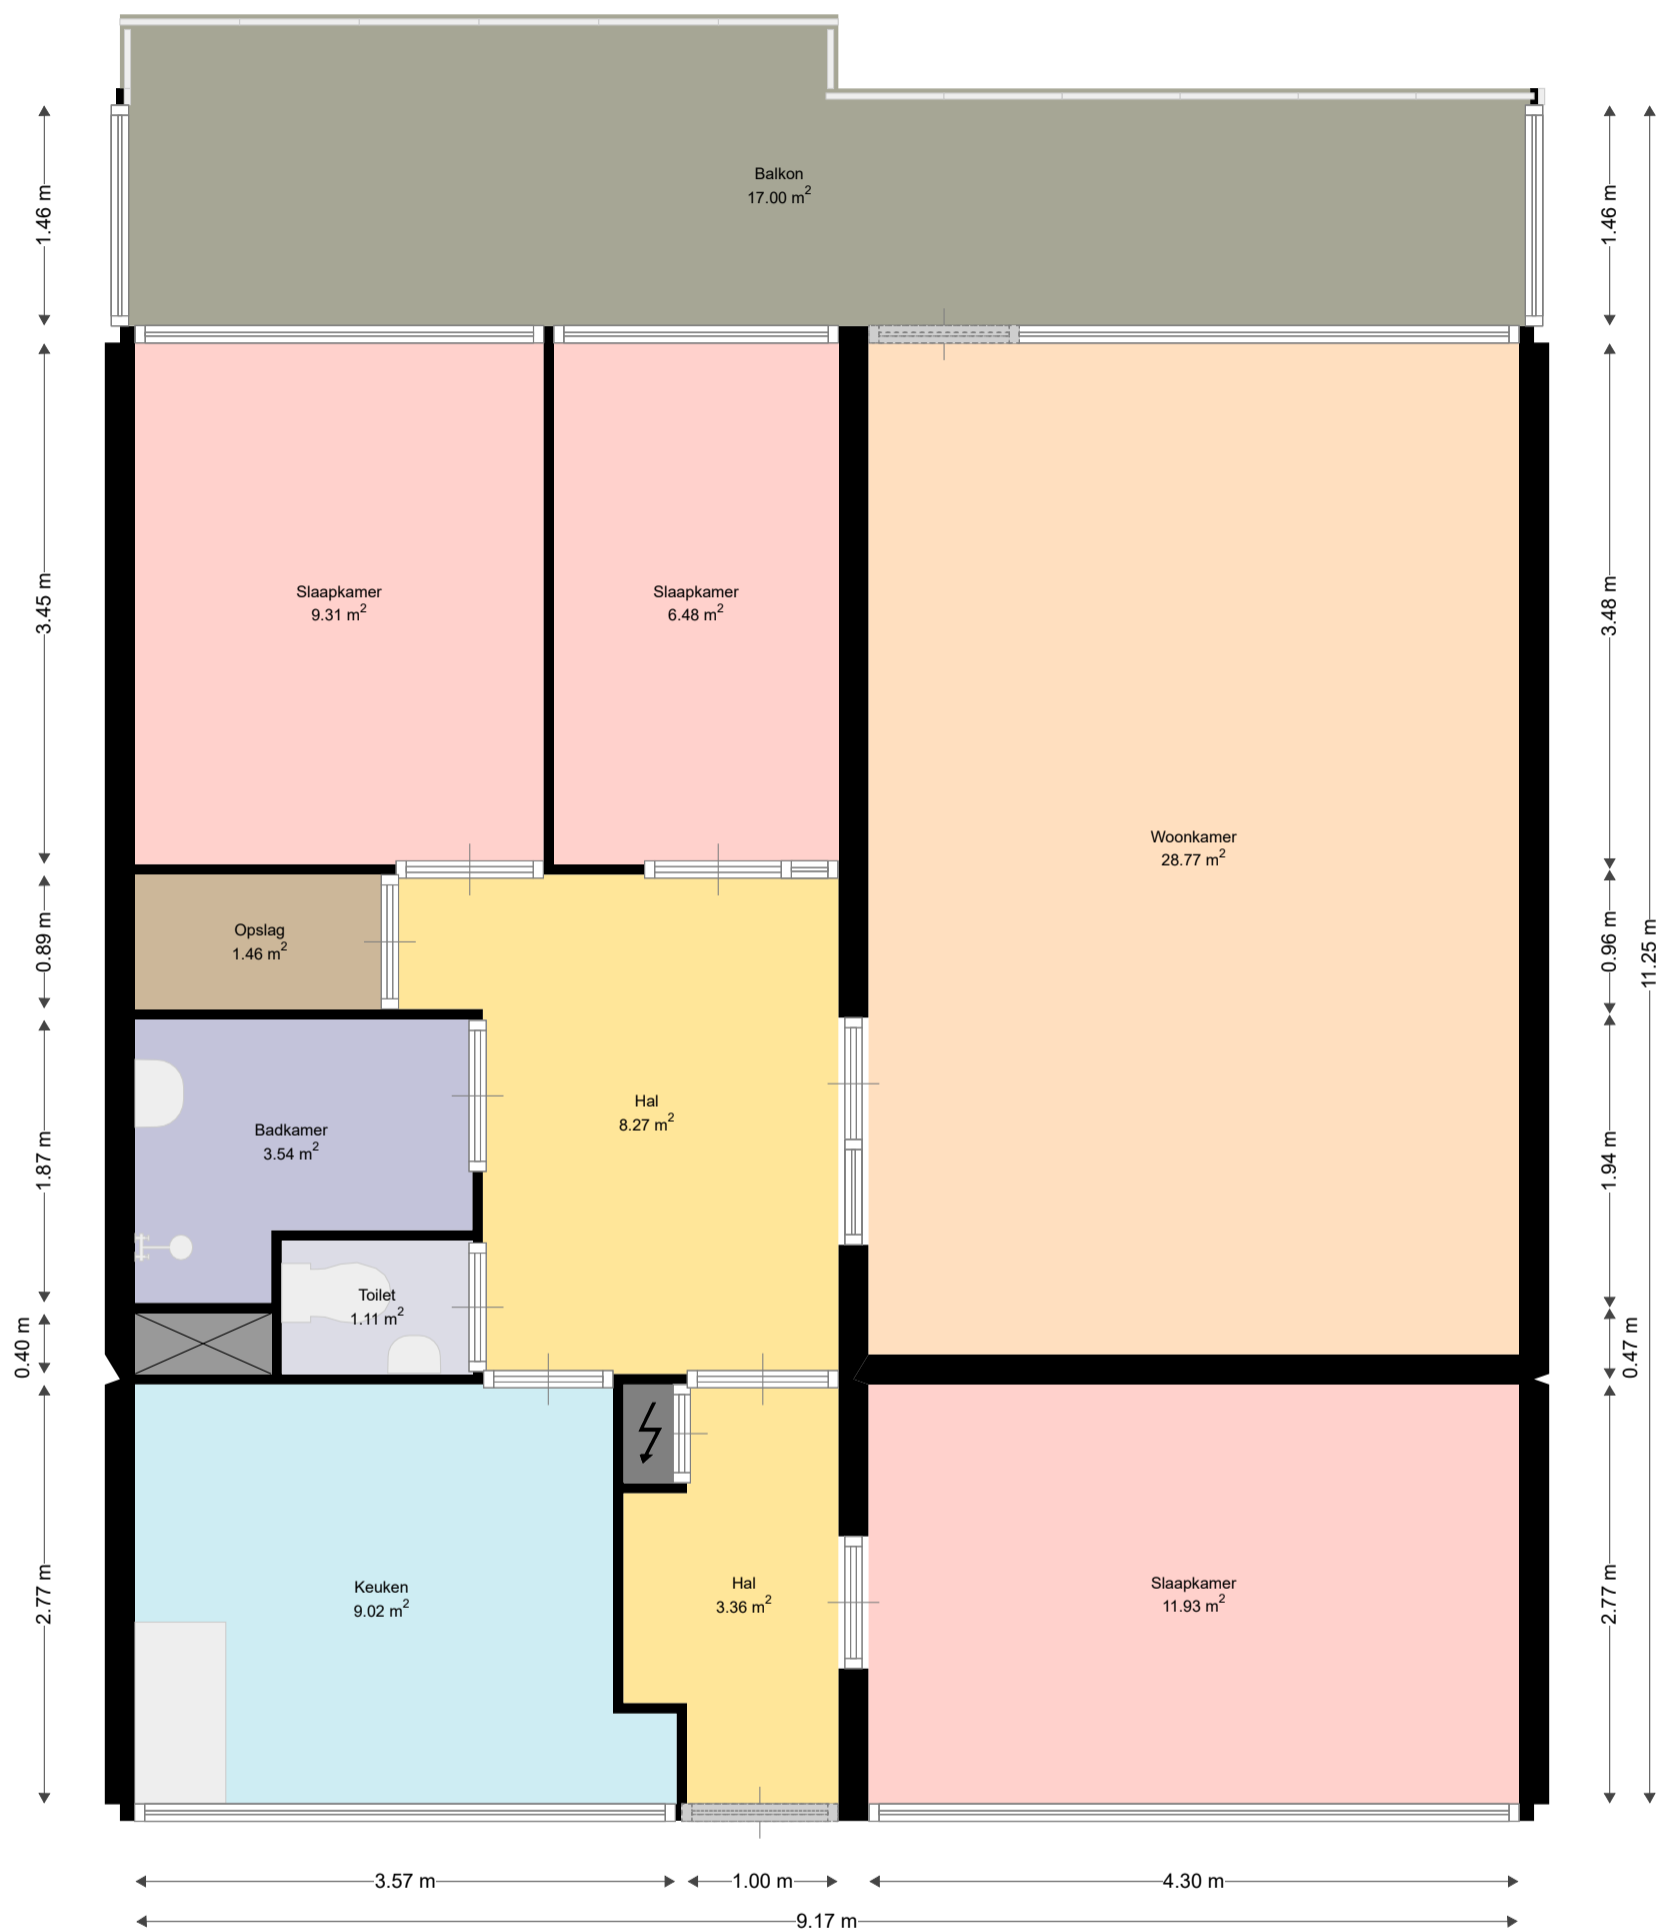 Balkon
17.00 m²
1.46 m
1.46 m
Slaapkamer
9.31 m²
Slaapkamer
6.48 m²
3.45 m
3.48 m
Woonkamer
28.77 m²
Opslag
1.46 m²
0.89 m
0.96 m
11.25 m
Hal
8.27 m²
Badkamer
3.54 m²
1.87 m
1.94 m
Toilet
1.11 m²
0.40 m
0.47 m
Keuken
9.02 m²
Hal
3.36 m²
Slaapkamer
11.93 m²
2.77 m
2.77 m
3.57 m
1.00 m
4.30 m
9.17 m